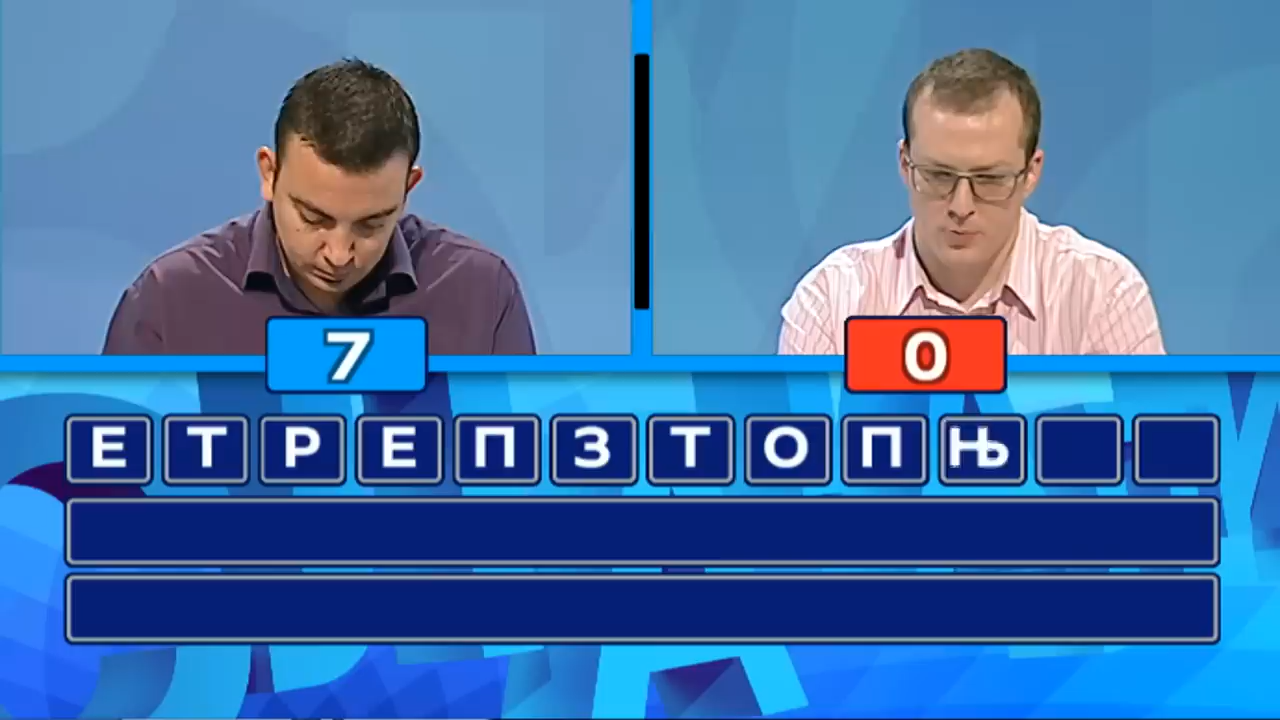 7 0
Е Т Р Е П З Т О П Њ